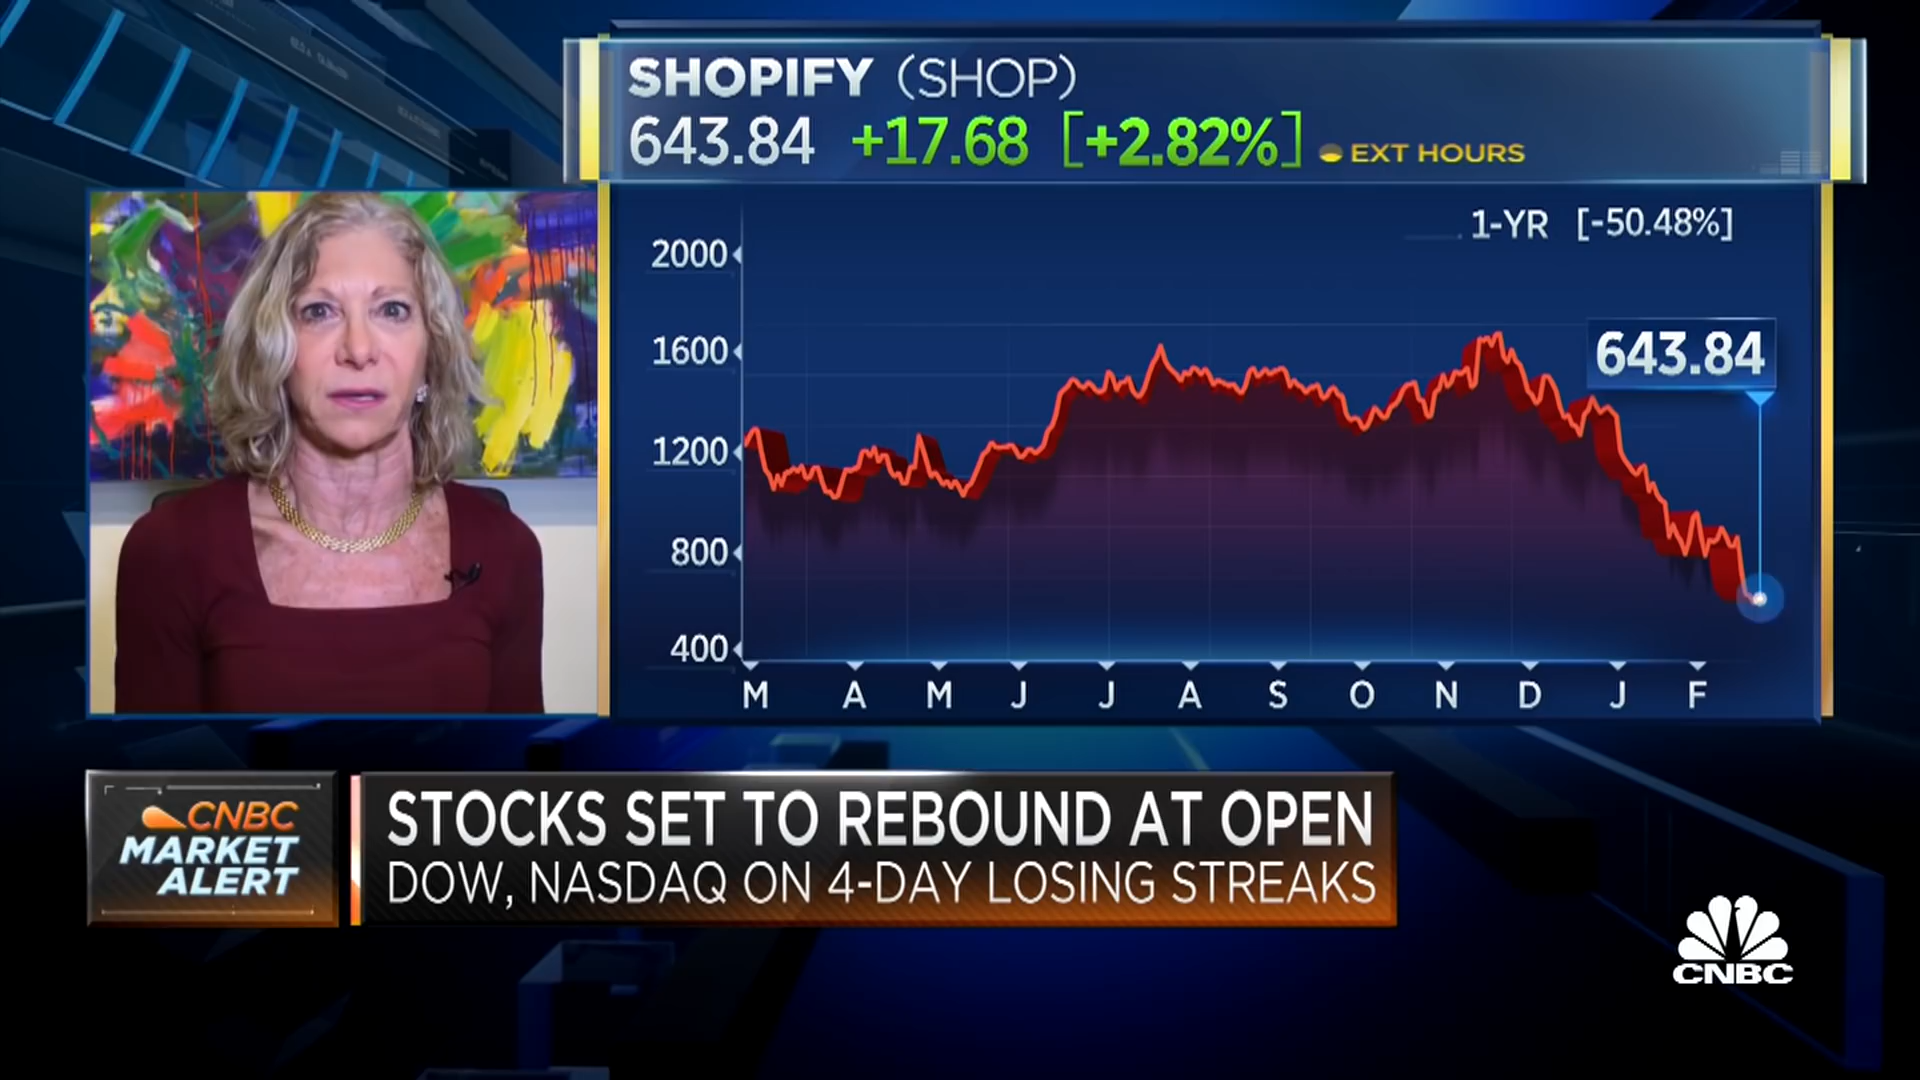 SHOPIFY (SHOP)
643.84 +17.68 [+2.82%] EXT HOURS
1-YR [-50.48%]
2000
1600
1200
800
400
643.84
M A M J J A S O N D J F
CNBC
MARKET
ALERT
STOCKS SET TO REBOUND AT OPEN
DOW, NASDAQ ON 4-DAY LOSING STREAKS
CNBC